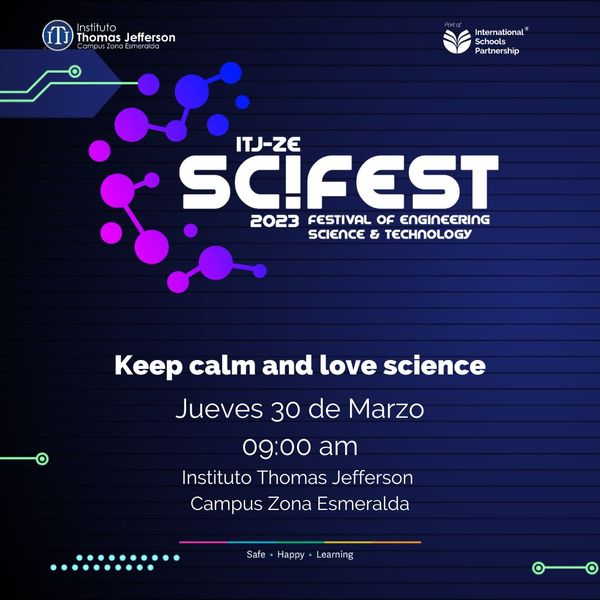 Instituto
Thomas Jefferson
Campus Zona Esmeralda
Part of:
International®
Schools
Partnership
ITJ-ZE
SC!FEST
2023 FESTIVAL OF ENGINEERING
SCIENCE & TECHNOLOGY
Keep calm and love science
Jueves 30 de Marzo
09:00 am
Instituto Thomas Jefferson
Campus Zona Esmeralda
Safe • Happy • Learning